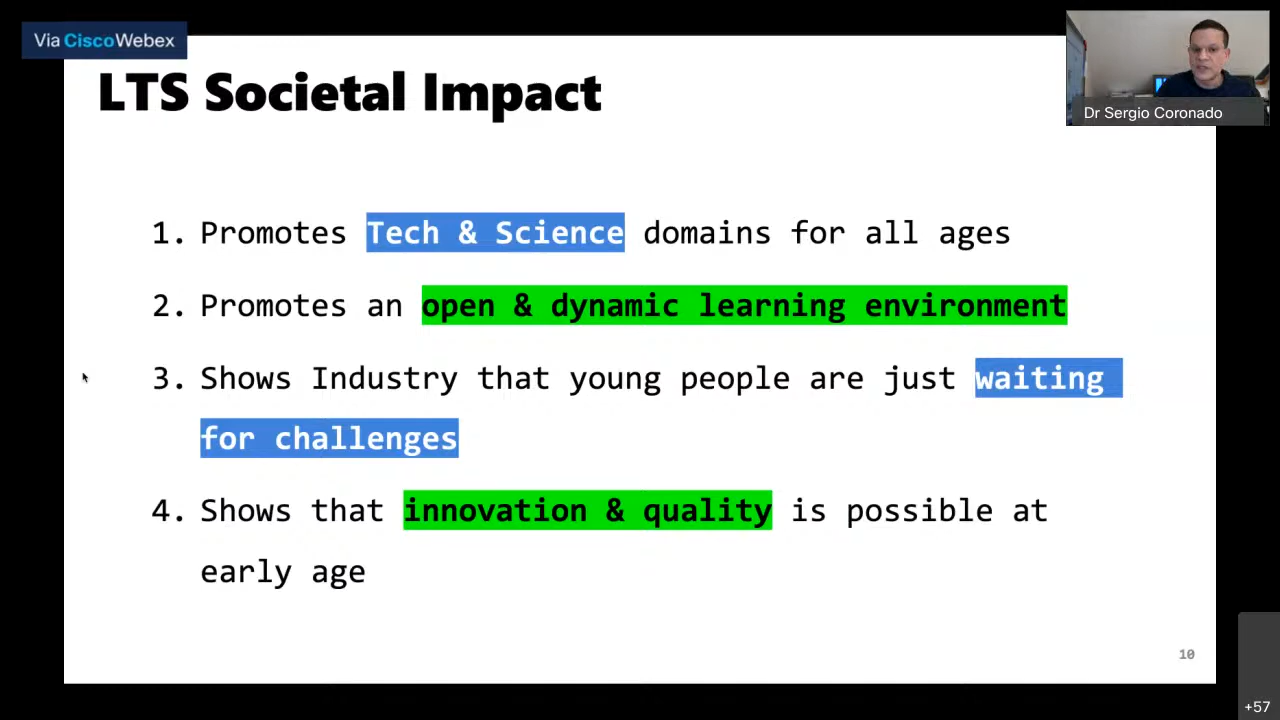 Via Cisco Webex
LTS Societal Impact
Dr Sergio Coronado
1. Promotes Tech & Science domains for all ages
2. Promotes an open & dynamic learning environment
3. Shows Industry that young people are just waiting
for challenges
4. Shows that innovation & quality is possible at
early age
10
+57